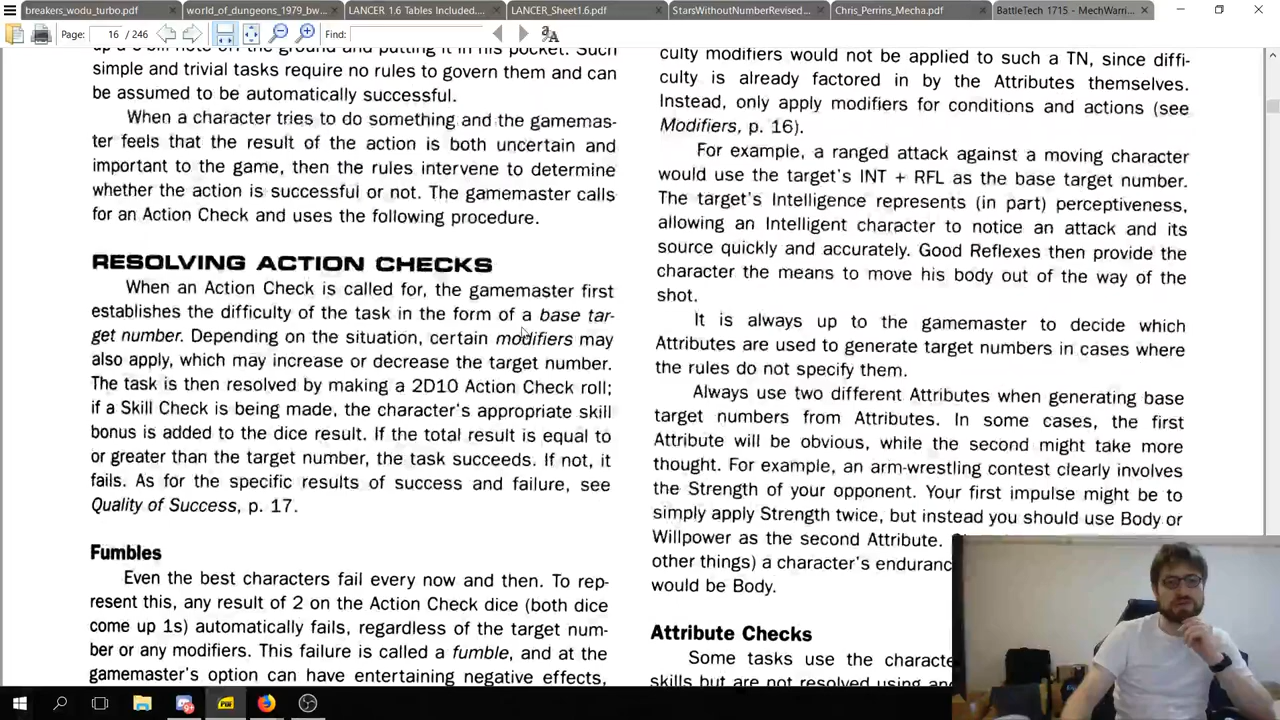 breakers_wodu_turbo.pdf
world_of_dungeons_1979_bw...
LANCER 1.6 Tables Included....
LANCER_Sheet1.6.pdf
StarsWithoutNumberRevised...
Chris_Perrins_Mecha.pdf
BattleTech 1715 - MechWarri...
Page: 16 / 246
Find:
simple and trivial tasks require no rules to govern them and can
be assumed to be automatically successful.
When a character tries to do something and the gamemas-
ter feels that the result of the action is both uncertain and
important to the game, then the rules intervene to determine
whether the action is successful or not. The gamemaster calls
for an Action Check and uses the following procedure.
RESOLVING ACTION CHECKS
When an Action Check is called for, the gamemaster first
establishes the difficulty of the task in the form of a base tar-
get number. Depending on the situation, certain modifiers may
also apply, which may increase or decrease the target number.
The task is then resolved by making a 2D10 Action Check roll;
if a Skill Check is being made, the character's appropriate skill
bonus is added to the dice result. If the total result is equal to
or greater than the target number, the task succeeds. If not, it
fails. As for the specific results of success and failure, see
Quality of Success, p. 17.
Fumbles
Even the best characters fail every now and then. To rep-
resent this, any result of 2 on the Action Check dice (both dice
come up 1s) automatically fails, regardless of the target num-
ber or any modifiers. This failure is called a fumble, and at the
gamemaster's option can have entertaining negative effects,
culty modifiers would not be applied to such a TN, since diffi-
culty is already factored in by the Attributes themselves.
Instead, only apply modifiers for conditions and actions (see
Modifiers, p. 16).
For example, a ranged attack against a moving character
would use the target's INT + RFL as the base target number.
The target's Intelligence represents (in part) perceptiveness,
allowing an Intelligent character to notice an attack and its
source quickly and accurately. Good Reflexes then provide the
character the means to move his body out of the way of the
shot.
It is always up to the gamemaster to decide which
Attributes are used to generate target numbers in cases where
the rules do not specify them.
Always use two different Attributes when generating base
target numbers from Attributes. In some cases, the first
Attribute will be obvious, while the second might take more
thought. For example, an arm-wrestling contest clearly involves
the Strength of your opponent. Your first impulse might be to
simply apply Strength twice, but instead you should use Body or
Willpower as the second Attribute.
other things) a character's enduranc
would be Body.
Attribute Checks
Some tasks use the characte
skills but are not resolved using an